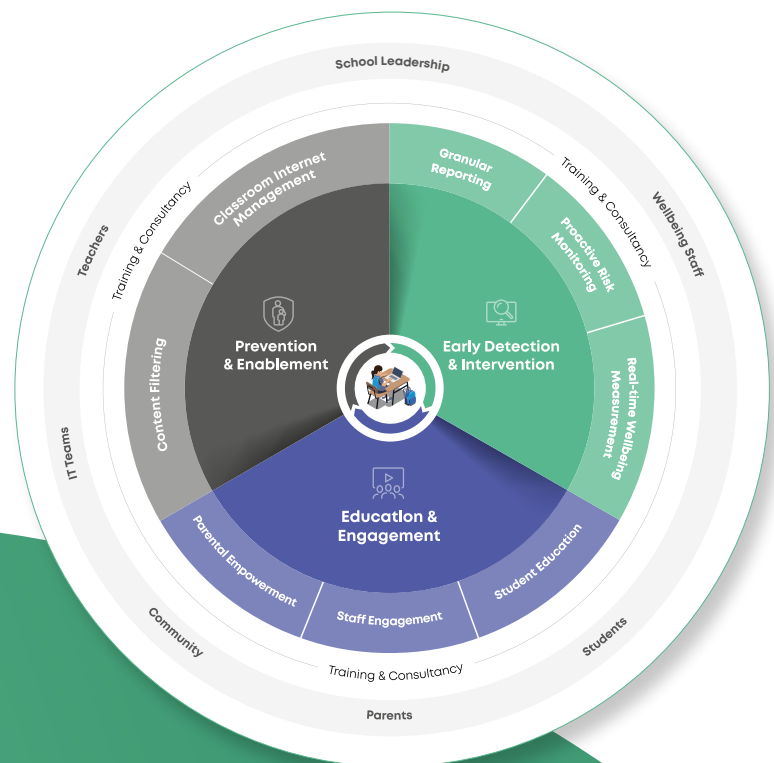 School Leadership
Wellbeing Staff
Students
Parents
Community
IT Teams
Teachers
Training & Consultancy
Training & Consultancy
Training & Consultancy
Classroom Internet
Management
Content Filtering
Granular
Reporting
Proactive Risk
Monitoring
Real-time Wellbeing
Measurement
Student Education
Staff Engagement
Parental Empowerment
Prevention
& Enablement
Early Detection
& Intervention
Education &
Engagement